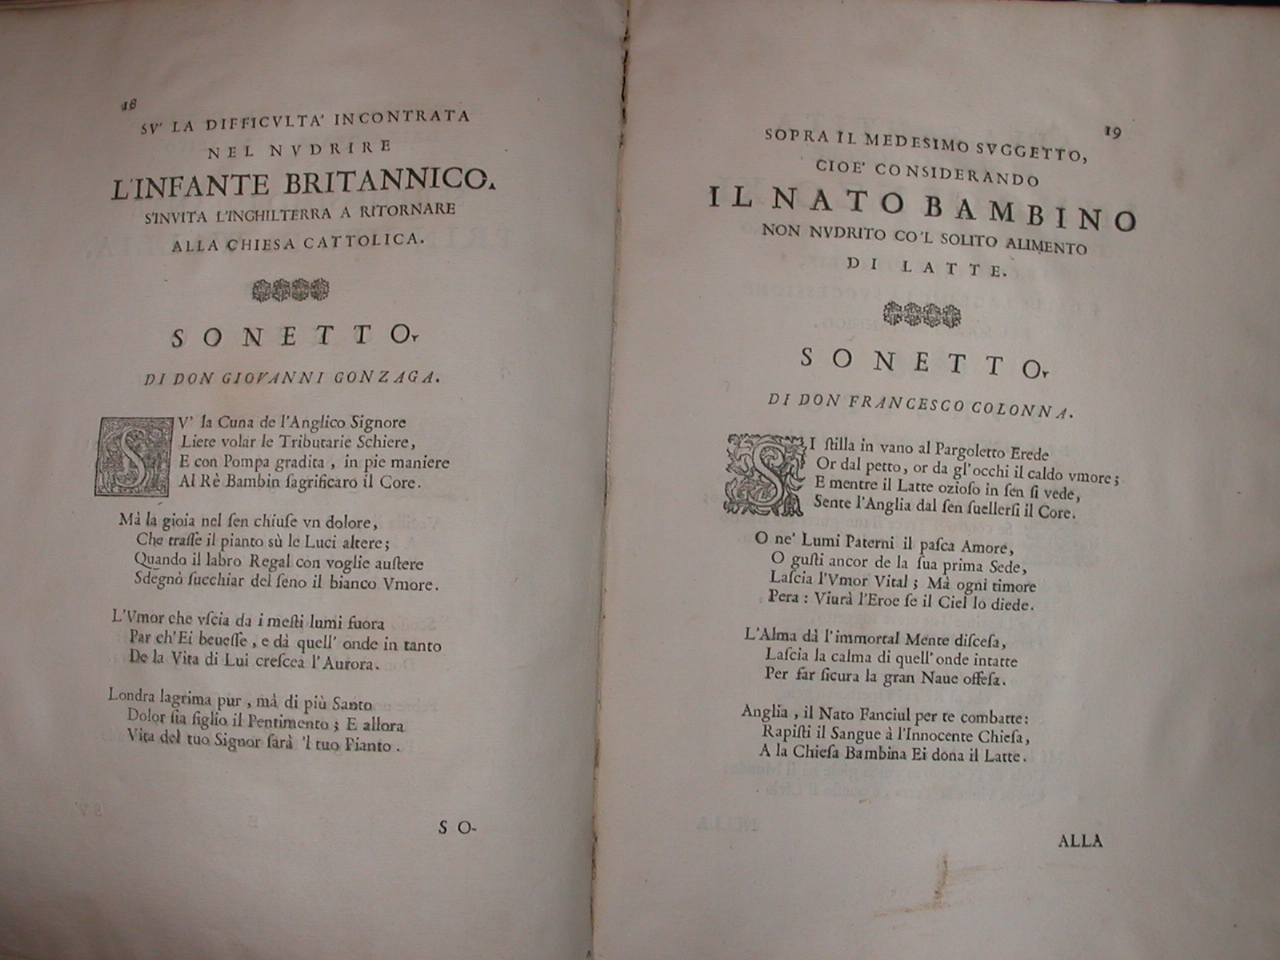 18
SV' LA DIFFICVLTA' INCONTRATA
NEL NVDRIRE
L'INFANTE BRITANNICO.
S'INVITA L'INGHILTERRA A RITORNARE
ALLA CHIESA CATTOLICA.
SONETTO,
DI DON GIOVANNI GONZAGA.
SV' la Cuna de l'Anglico Signore
Liete volar le Tributarie Schiere,
E con Pompa gradita, in pie maniere
Al Rè Bambin ſagrificaro il Core.
Mà la gioia nel ſen chiuſe vn dolore,
Che traſſe il pianto sù le Luci altere;
Quando il labro Regal con voglie auſtere
Sdegnò ſucchiar del ſeno il bianco Vmore.
L'Vmor che vſcia da i meſti lumi fuora
Par ch'Ei beueſſe, e dà quell' onde in tanto
De la Vita di Lui creſcea l'Aurora.
Londra lagrima pur, mà di più Santo
Dolor ſia figlio il Pentimento; E allora
Vita del tuo Signor ſarà 'l tuo Pianto.
SO-
19
SOPRA IL MEDESIMO SVGGETTO,
CIOE' CONSIDERANDO
IL NATO BAMBINO
NON NVDRITO CO'L SOLITO ALIMENTO
DI LATTE.
SONETTO,
DI DON FRANCESCO COLONNA.
SI ſtilla in vano al Pargoletto Erede
Or dal petto, or da gl'occhi il caldo vmore;
E mentre il Latte ozioſo in ſen ſi vede,
Sente l'Anglia dal ſen ſuellerſi il Core.
O ne' Lumi Paterni il paſca Amore,
O guſti ancor de la ſua prima Sede,
Laſcia l'Vmor Vital; Mà ogni timore
Pera: Viurà l'Eroe ſe il Ciel lo diede.
L'Alma dà l'immortal Mente diſceſa,
Laſcia la calma di quell' onde intatte
Per far ſicura la gran Naue offeſa.
Anglia, il Nato Fanciul per te combatte:
Rapiſti il Sangue à l'Innocente Chieſa,
A la Chieſa Bambina Ei dona il Latte.
ALLA